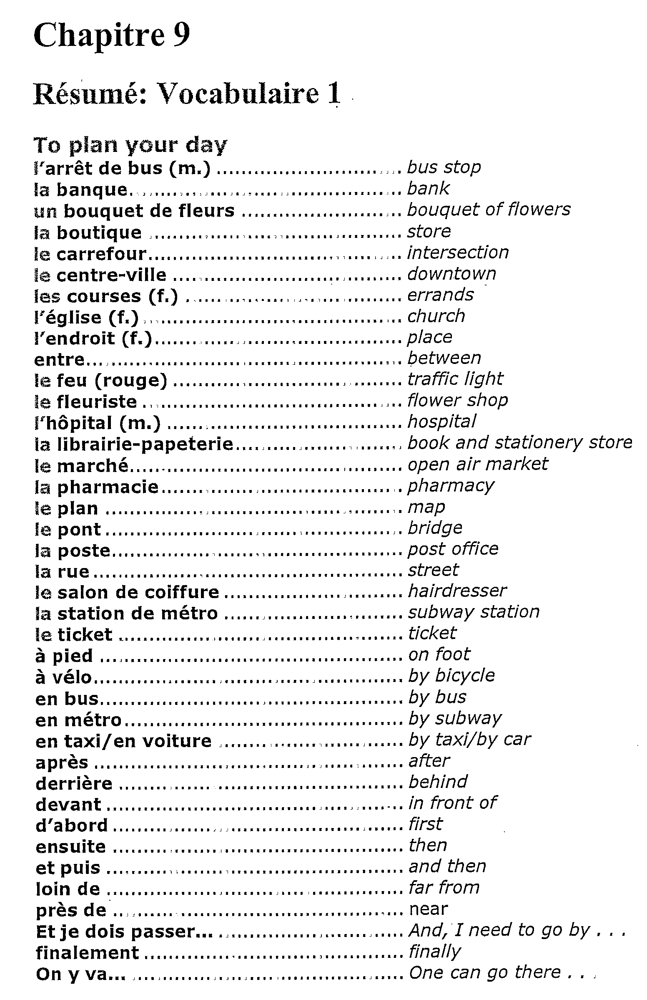 Chapitre 9
Résumé: Vocabulaire 1
To plan your day
l'arrêt de bus (m.) .............................. bus stop
la banque.............................. bank
un bouquet de fleurs .............................. bouquet of flowers
la boutique .............................. store
le carrefour.............................. intersection
le centre-ville .............................. downtown
les courses (f.) .............................. errands
l'église (f.) .............................. church
l'endroit (f.).............................. place
entre.............................. between
le feu (rouge) .............................. traffic light
le fleuriste .............................. flower shop
l'hôpital (m.) .............................. hospital
la librairie-papeterie.............................. book and stationery store
le marché.............................. open air market
la pharmacie.............................. pharmacy
le plan .............................. map
le pont .............................. bridge
la poste.............................. post office
la rue .............................. street
le salon de coiffure .............................. hairdresser
la station de métro .............................. subway station
le ticket .............................. ticket
à pied .............................. on foot
à vélo.............................. by bicycle
en bus.............................. by bus
en métro.............................. by subway
en taxi/en voiture .............................. by taxi/by car
après .............................. after
derrière .............................. behind
devant .............................. in front of
d'abord .............................. first
ensuite .............................. then
et puis .............................. and then
loin de .............................. far from
près de .............................. near
Et je dois passer... .............................. And, I need to go by . . .
finalement .............................. finally
On y va... .............................. One can go there . . .